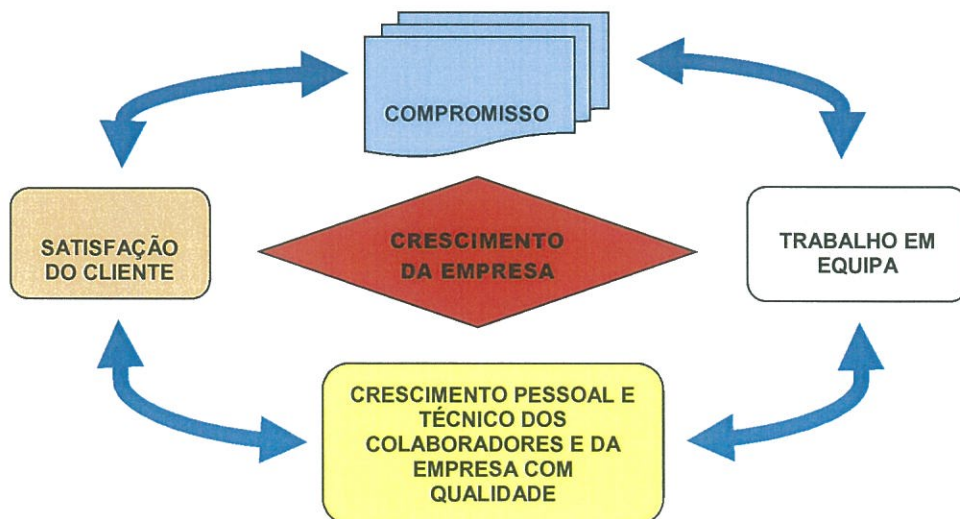 COMPROMISSO
SATISFAÇÃO
DO CLIENTE
CRESCIMENTO
DA EMPRESA
TRABALHO EM
EQUIPA
CRESCIMENTO PESSOAL E
TÉCNICO DOS
COLABORADORES E DA
EMPRESA COM
QUALIDADE